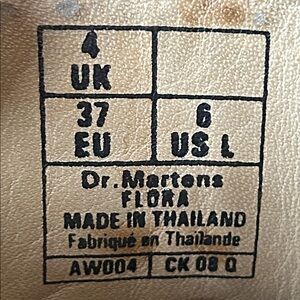 4
UK
37 6
EU US L
Dr. Martens
FLORA
MADE IN THAILAND
Fabriqué en Thaïlande
AW004 CK 08 Q